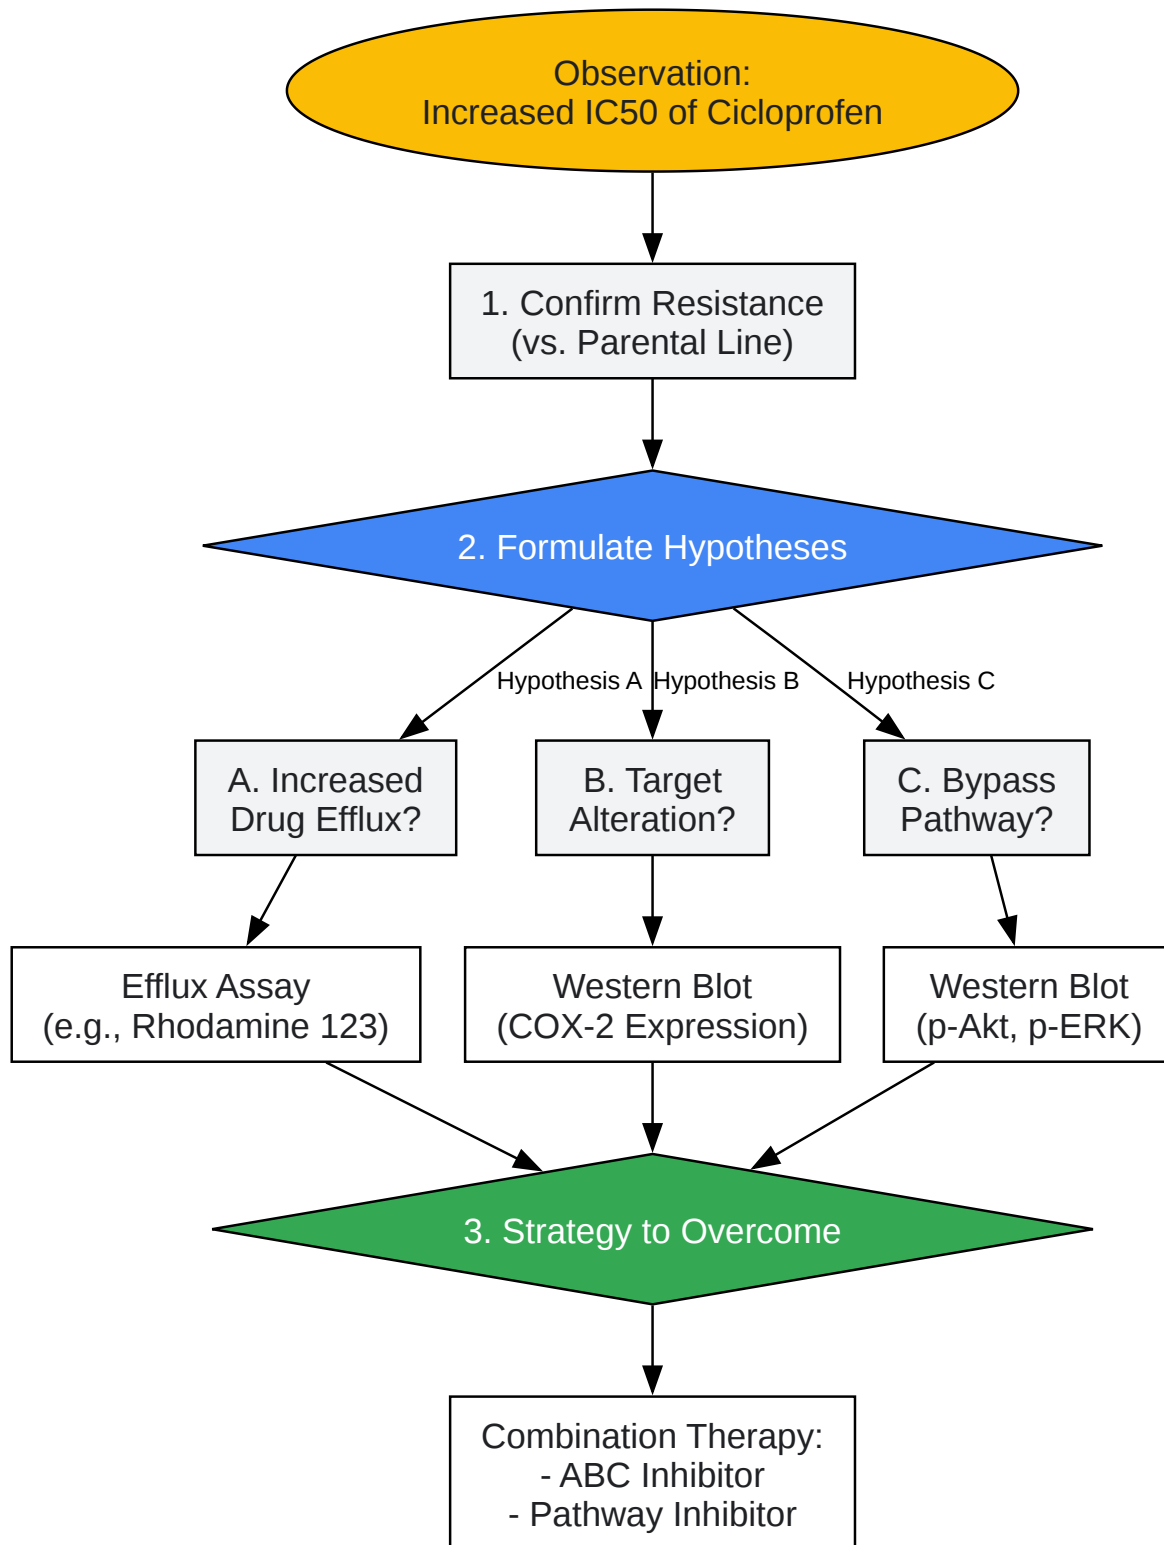 Observation:
Increased IC50 of Cicloprofen
1. Confirm Resistance
(vs. Parental Line)
2. Formulate Hypotheses
Hypothesis A
Hypothesis B
Hypothesis C
A. Increased
Drug Efflux?
B. Target
Alteration?
C. Bypass
Pathway?
Efflux Assay
(e.g., Rhodamine 123)
Western Blot
(COX-2 Expression)
Western Blot
(p-Akt, p-ERK)
3. Strategy to Overcome
Combination Therapy:
- ABC Inhibitor
- Pathway Inhibitor